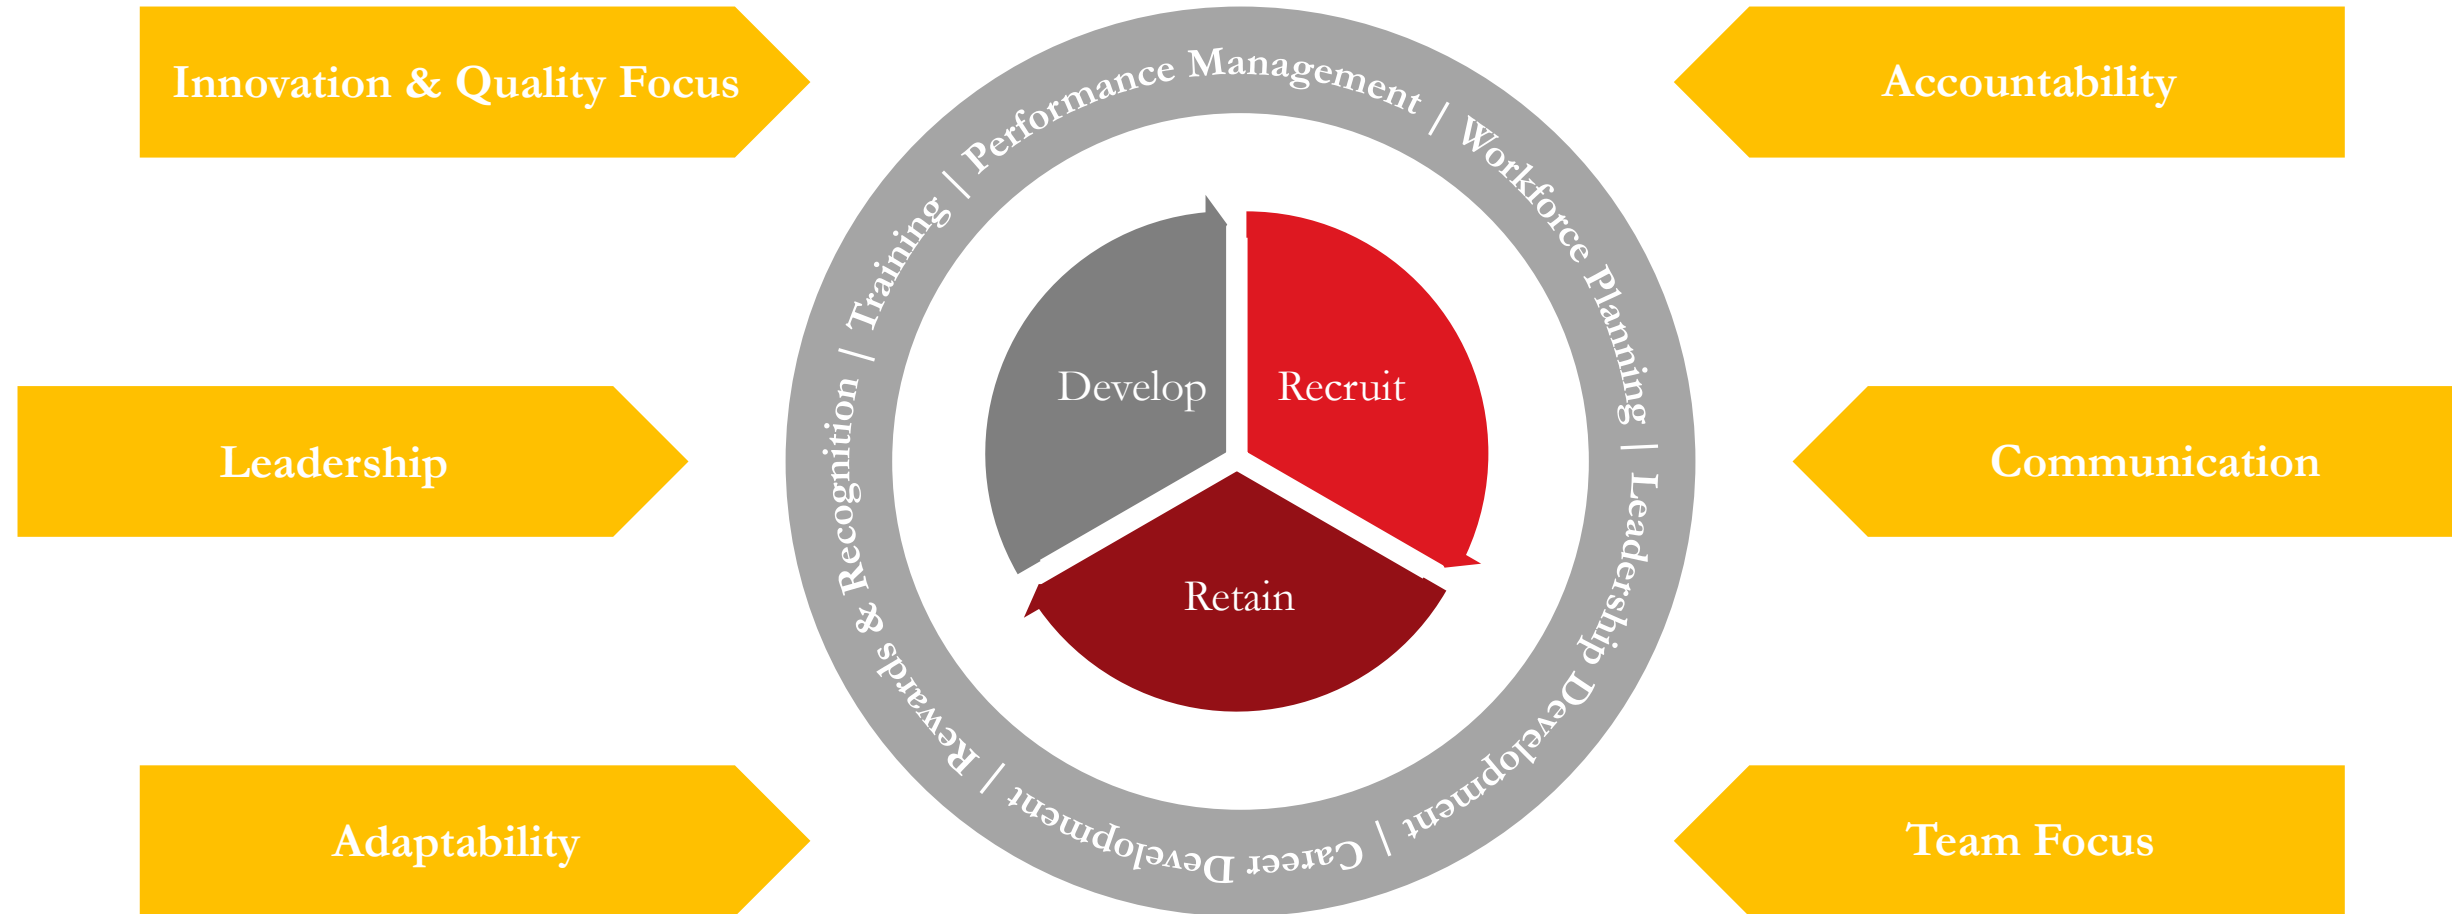 Innovation & Quality Focus
Leadership
Adaptability
Performance Management | Workforce Planning | Leadership Development | Career Development | Rewards & Recognition | Training |
Develop
Recruit
Retain
Accountability
Communication
Team Focus